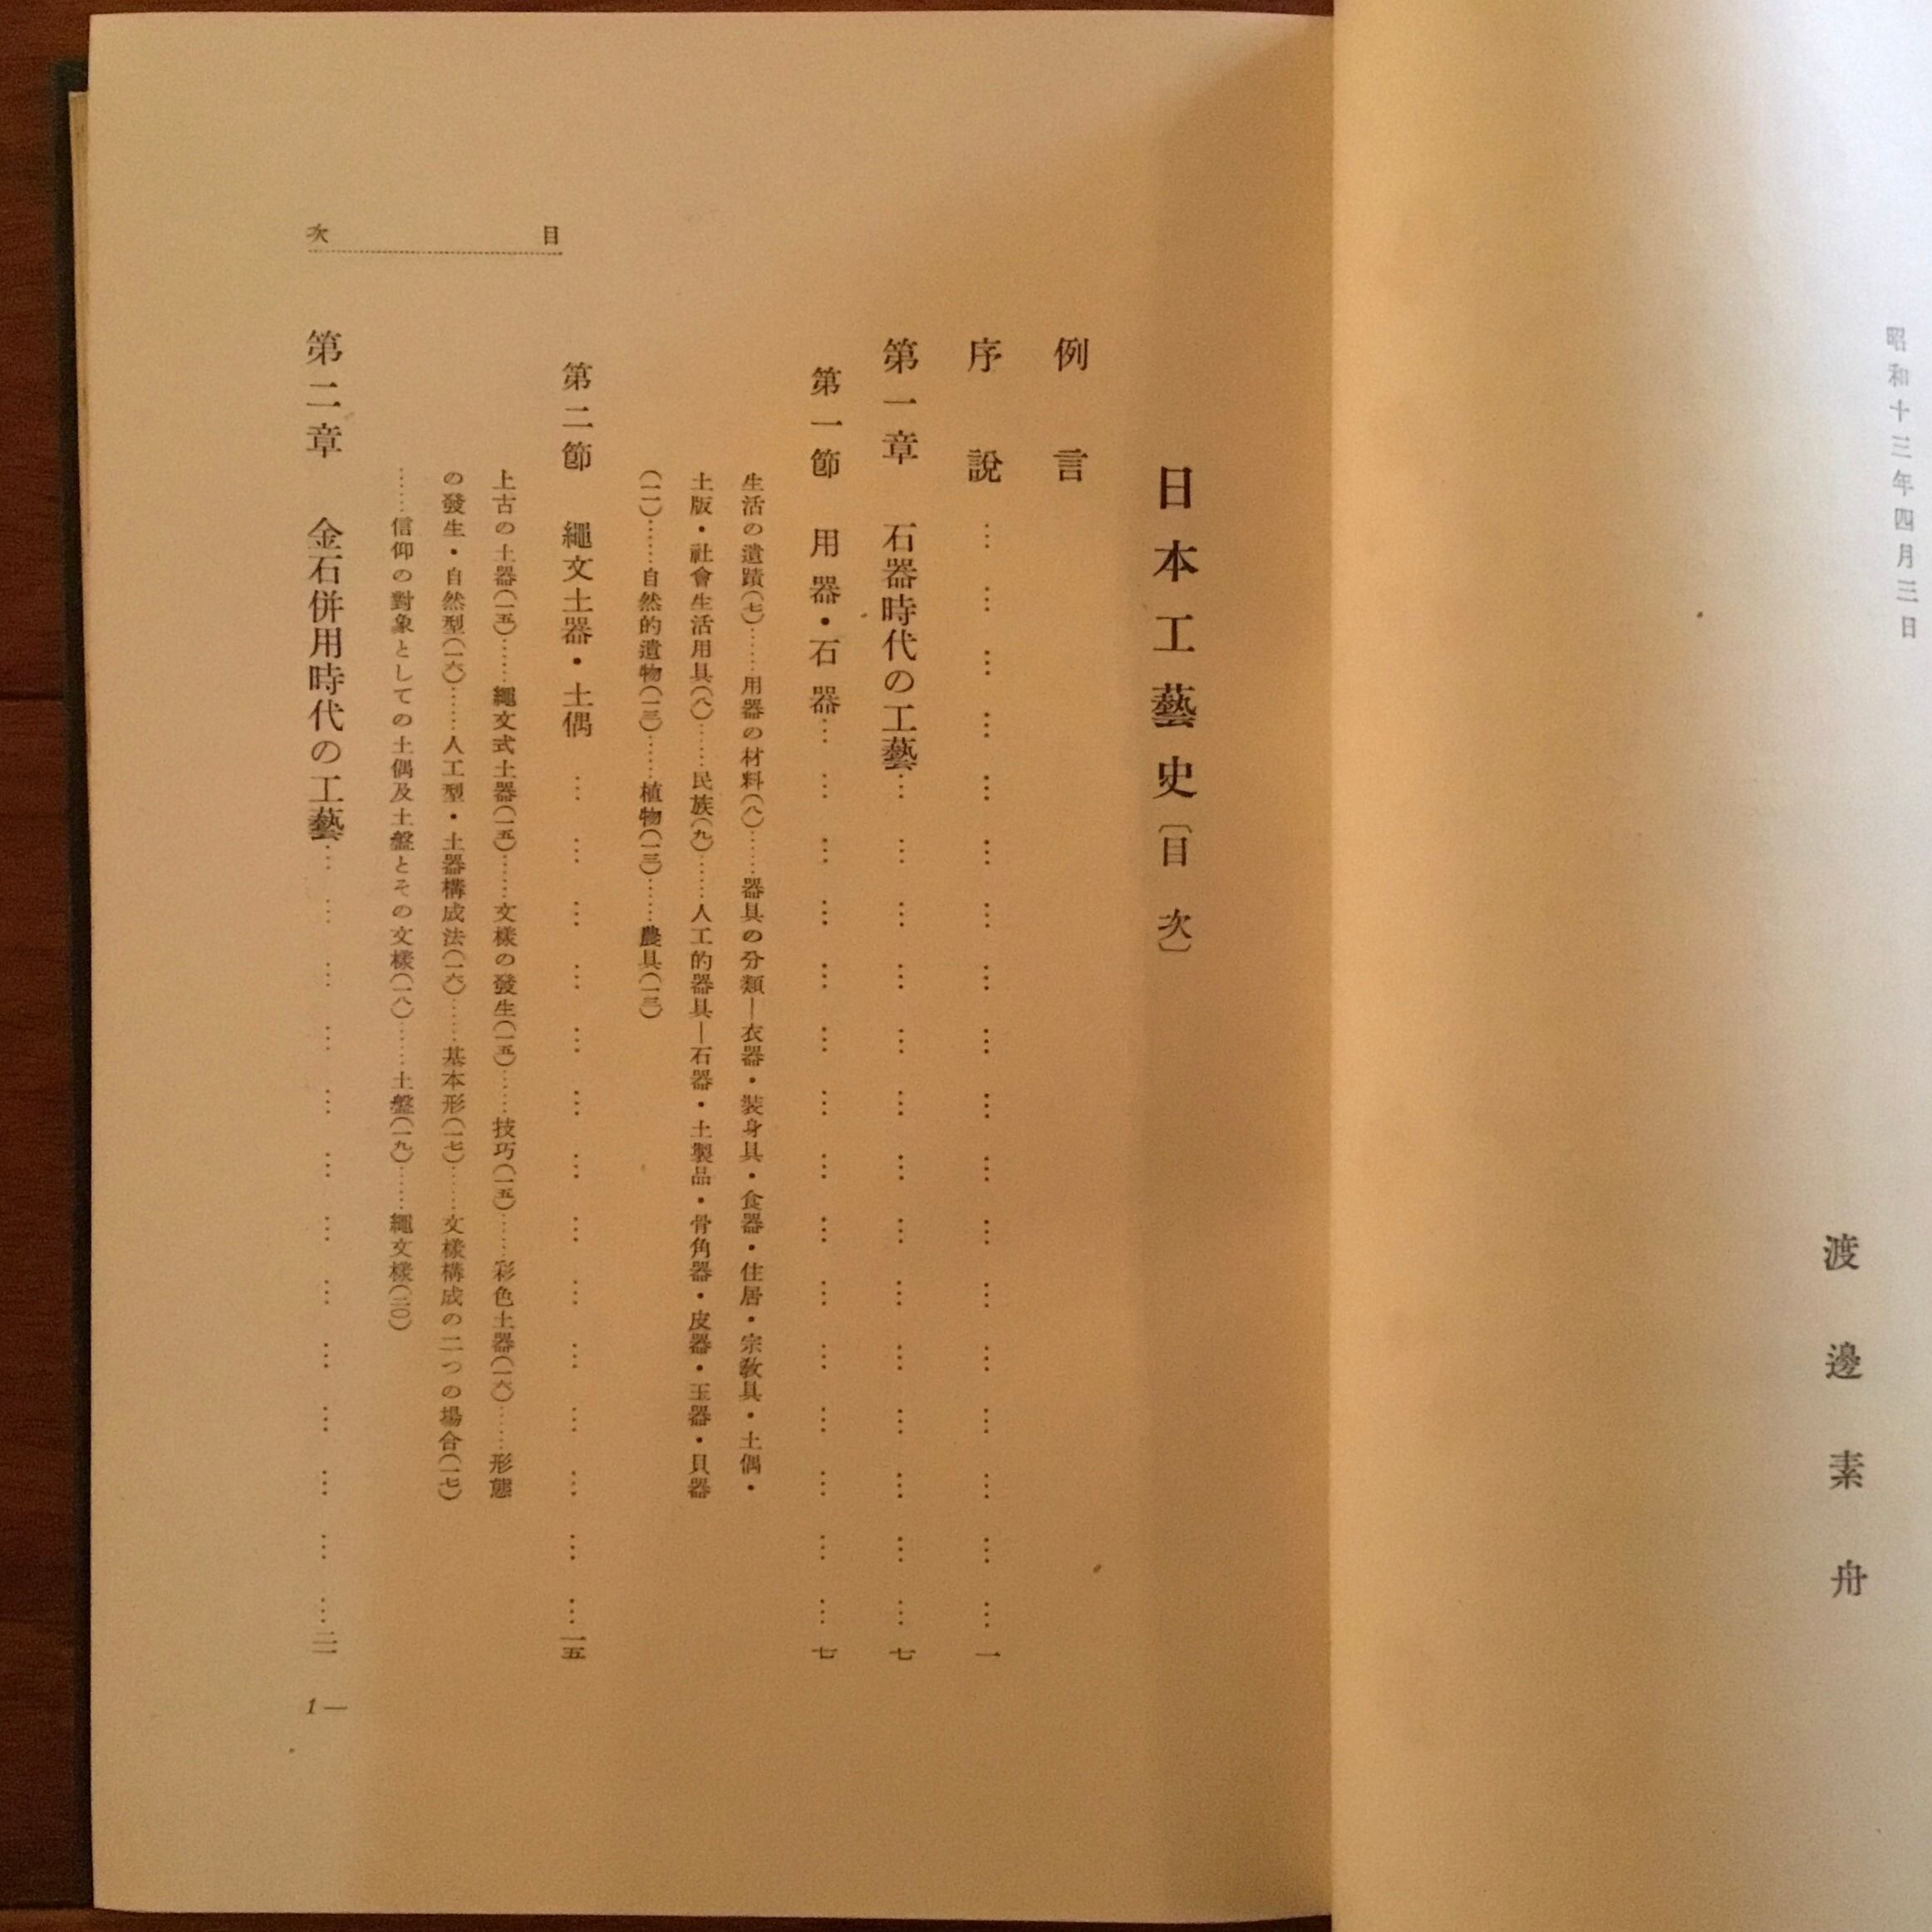 昭和十三年四月三日
渡邊素舟
日本工藝史〔目次〕
例言
序說………………………………………………一
第一章 石器時代の工藝………………………………………七
第一節 用器・石器………………………………………七
生活の遺蹟(七)……用器の材料(八)……器具の分類―衣器・裝身具・食器・住居・宗敎具・土偶・
土版・社會生活用具(八)……民族(九)……人工的器具―石器・土製品・骨角器・皮器・玉器・貝器
(一二)……自然的遺物(一三)……植物(一三)……農具(一三)
第二節 繩文土器・土偶………………………………………一五
上古の土器(一五)……繩文式土器(一五)……文樣の發生(一五)……技巧(一五)……彩色土器(一六)……形態
の發生・自然型(一六)……人工型・土器構成法(一六)……基本形(一七)……文樣構成の二つの場合(一七)
……信仰の對象としての土偶及土盤とその文樣(一八)……土盤(一九)……繩文樣(二〇)
第二章 金石併用時代の工藝………………………………………二一
目次
1—